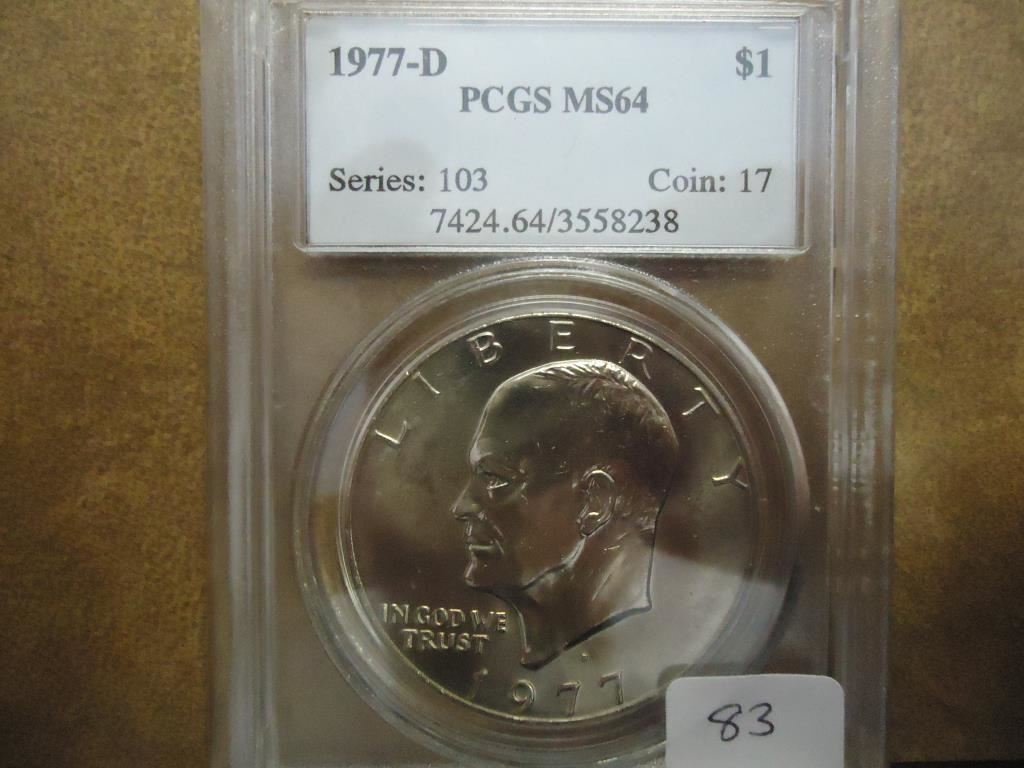 1977-D $1
PCGS MS64
Series: 103 Coin: 17
7424.64/3558238
LIBERTY
IN GOD WE
TRUST
1977
83